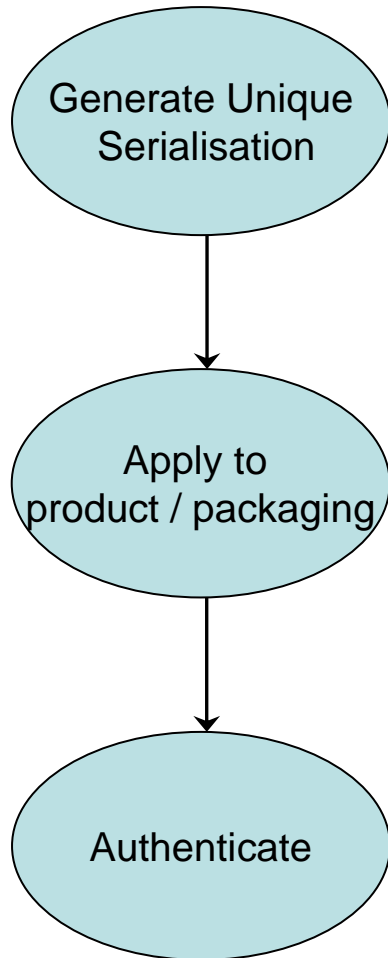 Generate Unique
Serialisation
Apply to
product / packaging
Authenticate